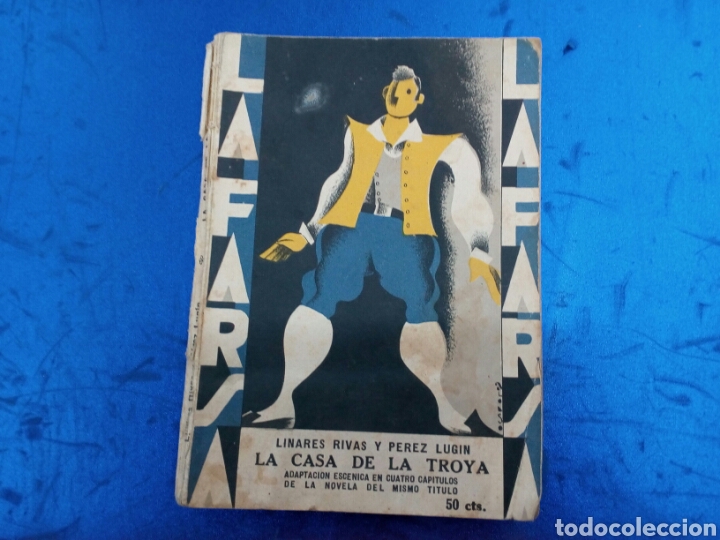 LA FARSA
LA FARSA
LINARES RIVAS Y PEREZ LUGIN
LA CASA DE LA TROYA
ADAPTACION ESCENICA EN CUATRO CAPITULOS
DE LA NOVELA DEL MISMO TITULO
50 cts.
todocoleccion